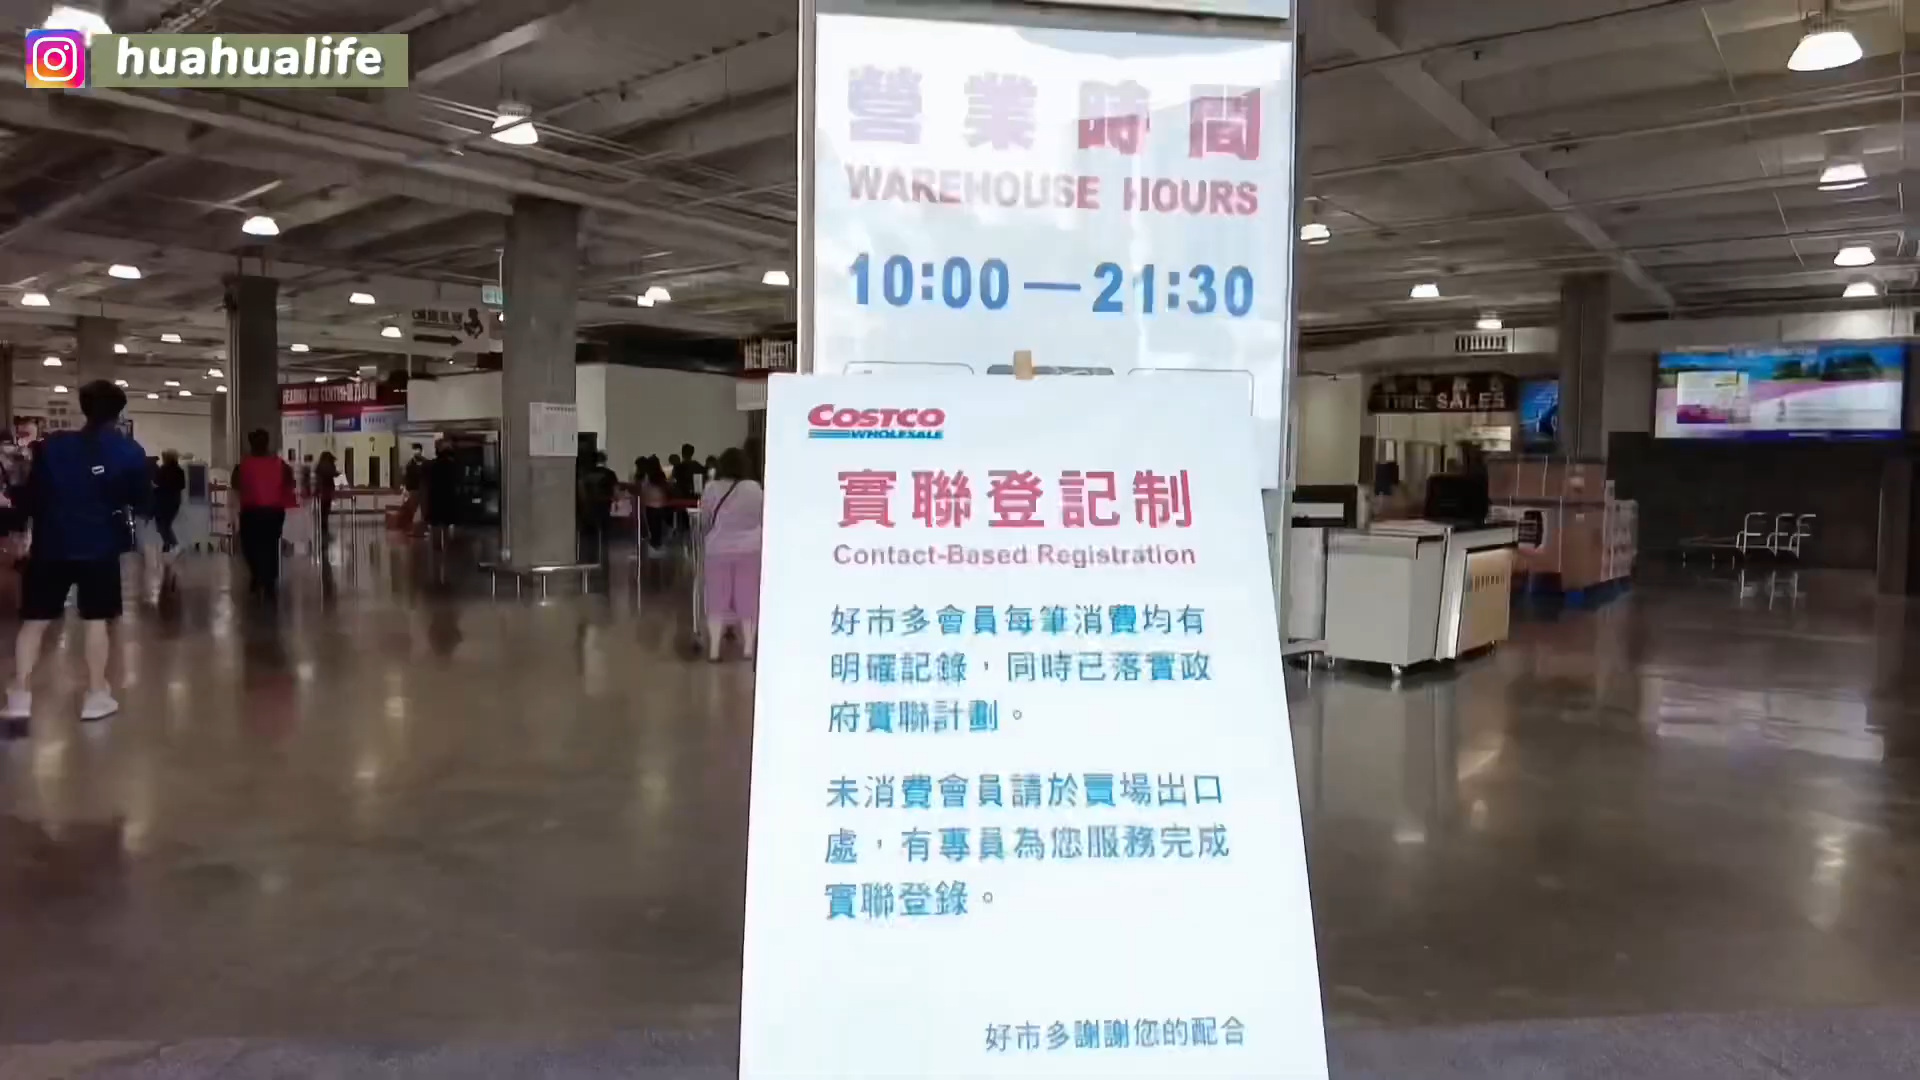 huahualife
營業時間
WAREHOUSE HOURS
10:00—21:30
COSTCO
WHOLESALE
實聯登記制
Contact-Based Registration
好市多會員每筆消費均有
明確記錄，同時已落實政
府實聯計劃。
未消費會員請於賣場出口
處，有專員為您服務完成
實聯登錄。
好市多謝謝您的配合
HEARING AID CENTER
TIRE SALES